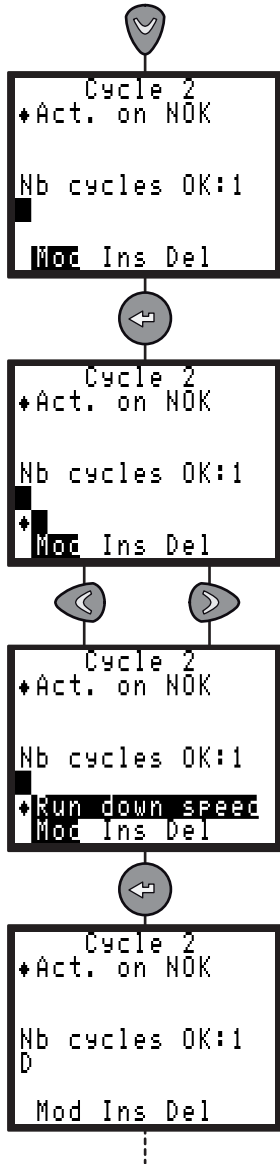 Cycle 2
♦Act. on NOK
Nb cycles OK:1
Mod Ins Del
Cycle 2
♦Act. on NOK
Nb cycles OK:1
♦
Mod Ins Del
Cycle 2
♦Act. on NOK
Nb cycles OK:1
♦Run down speed
Mod Ins Del
Cycle 2
♦Act. on NOK
Nb cycles OK:1
D
Mod Ins Del